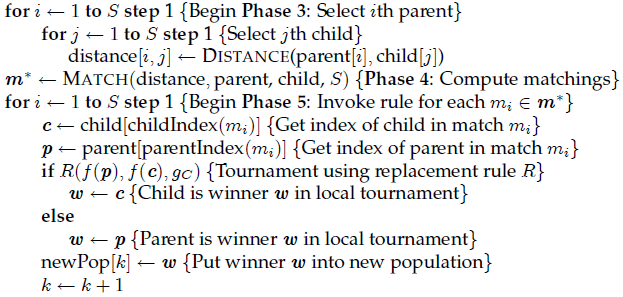 for i ← 1 to S step 1 {Begin Phase 3: Select ith parent}
for j ← 1 to S step 1 {Select jth child}
distance[i, j] ← DISTANCE(parent[i], child[j])
m* ← MATCH(distance, parent, child, S) {Phase 4: Compute matchings}
for i ← 1 to S step 1 {Begin Phase 5: Invoke rule for each mᵢ ∈ m*}
c ← child[childIndex(mᵢ)] {Get index of child in match mᵢ}
p ← parent[parentIndex(mᵢ)] {Get index of parent in match mᵢ}
if R(f(p), f(c), g_C) {Tournament using replacement rule R}
w ← c {Child is winner w in local tournament}
else
w ← p {Parent is winner w in local tournament}
newPop[k] ← w {Put winner w into new population}
k ← k + 1